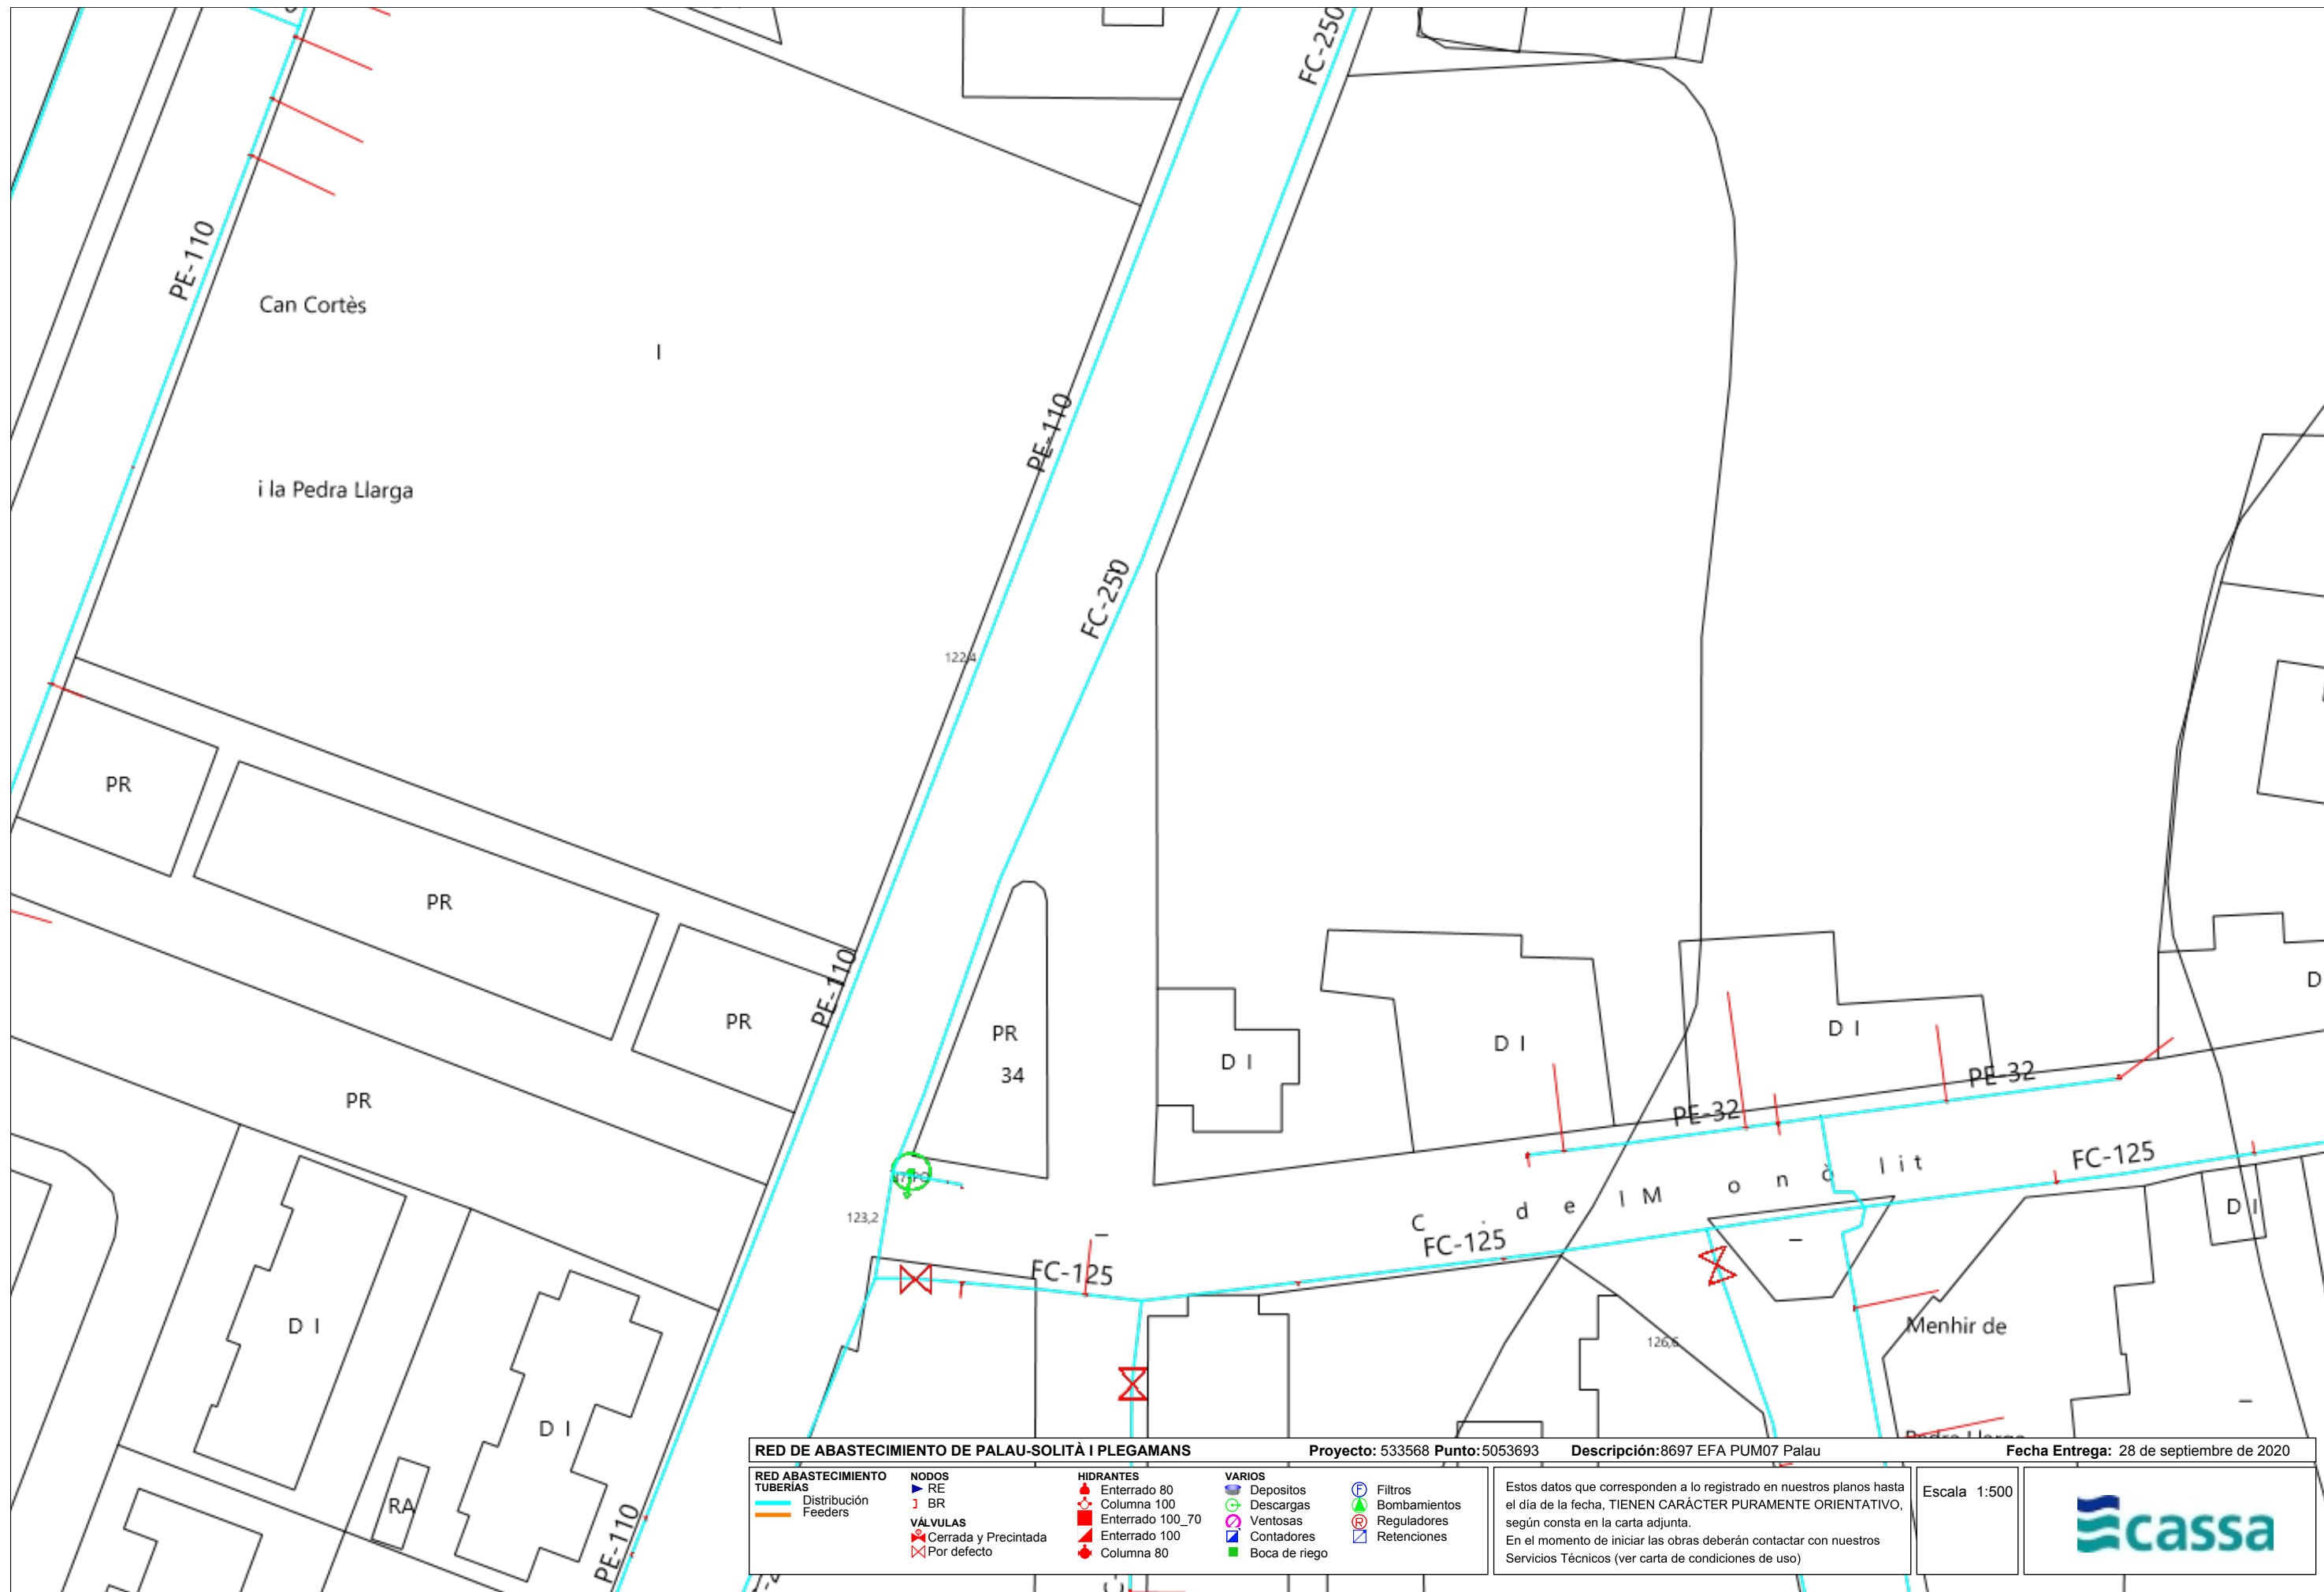 FC-250
PE-110
Can Cortès
I
i la Pedra Llarga
PE-110
FC-250
122,4
PR
PR
PE-110
PR
PR
34
D I
D I
D I
D
PR
PE-32
PE-32
FC-125
C . d e l M o n ò l i t
FC-125
FC-125
123,2
D I
D I
D I
Menhir de
126,6
RA
PE-110
RED DE ABASTECIMIENTO DE PALAU-SOLITÀ I PLEGAMANS Proyecto: 533568 Punto:5053693 Descripción:8697 EFA PUM07 Palau Fecha Entrega: 28 de septiembre de 2020
RED ABASTECIMIENTO
TUBERÍAS
Distribución
Feeders
NODOS
RE
BR
VÁLVULAS
Cerrada y Precintada
Por defecto
HIDRANTES
Enterrado 80
Columna 100
Enterrado 100_70
Enterrado 100
Columna 80
VARIOS
Depositos
Descargas
Ventosas
Contadores
Boca de riego
F Filtros
Bombamientos
R Reguladores
Retenciones
Estos datos que corresponden a lo registrado en nuestros planos hasta
el día de la fecha, TIENEN CARÁCTER PURAMENTE ORIENTATIVO,
según consta en la carta adjunta.
En el momento de iniciar las obras deberán contactar con nuestros
Servicios Técnicos (ver carta de condiciones de uso)
Escala 1:500
cassa